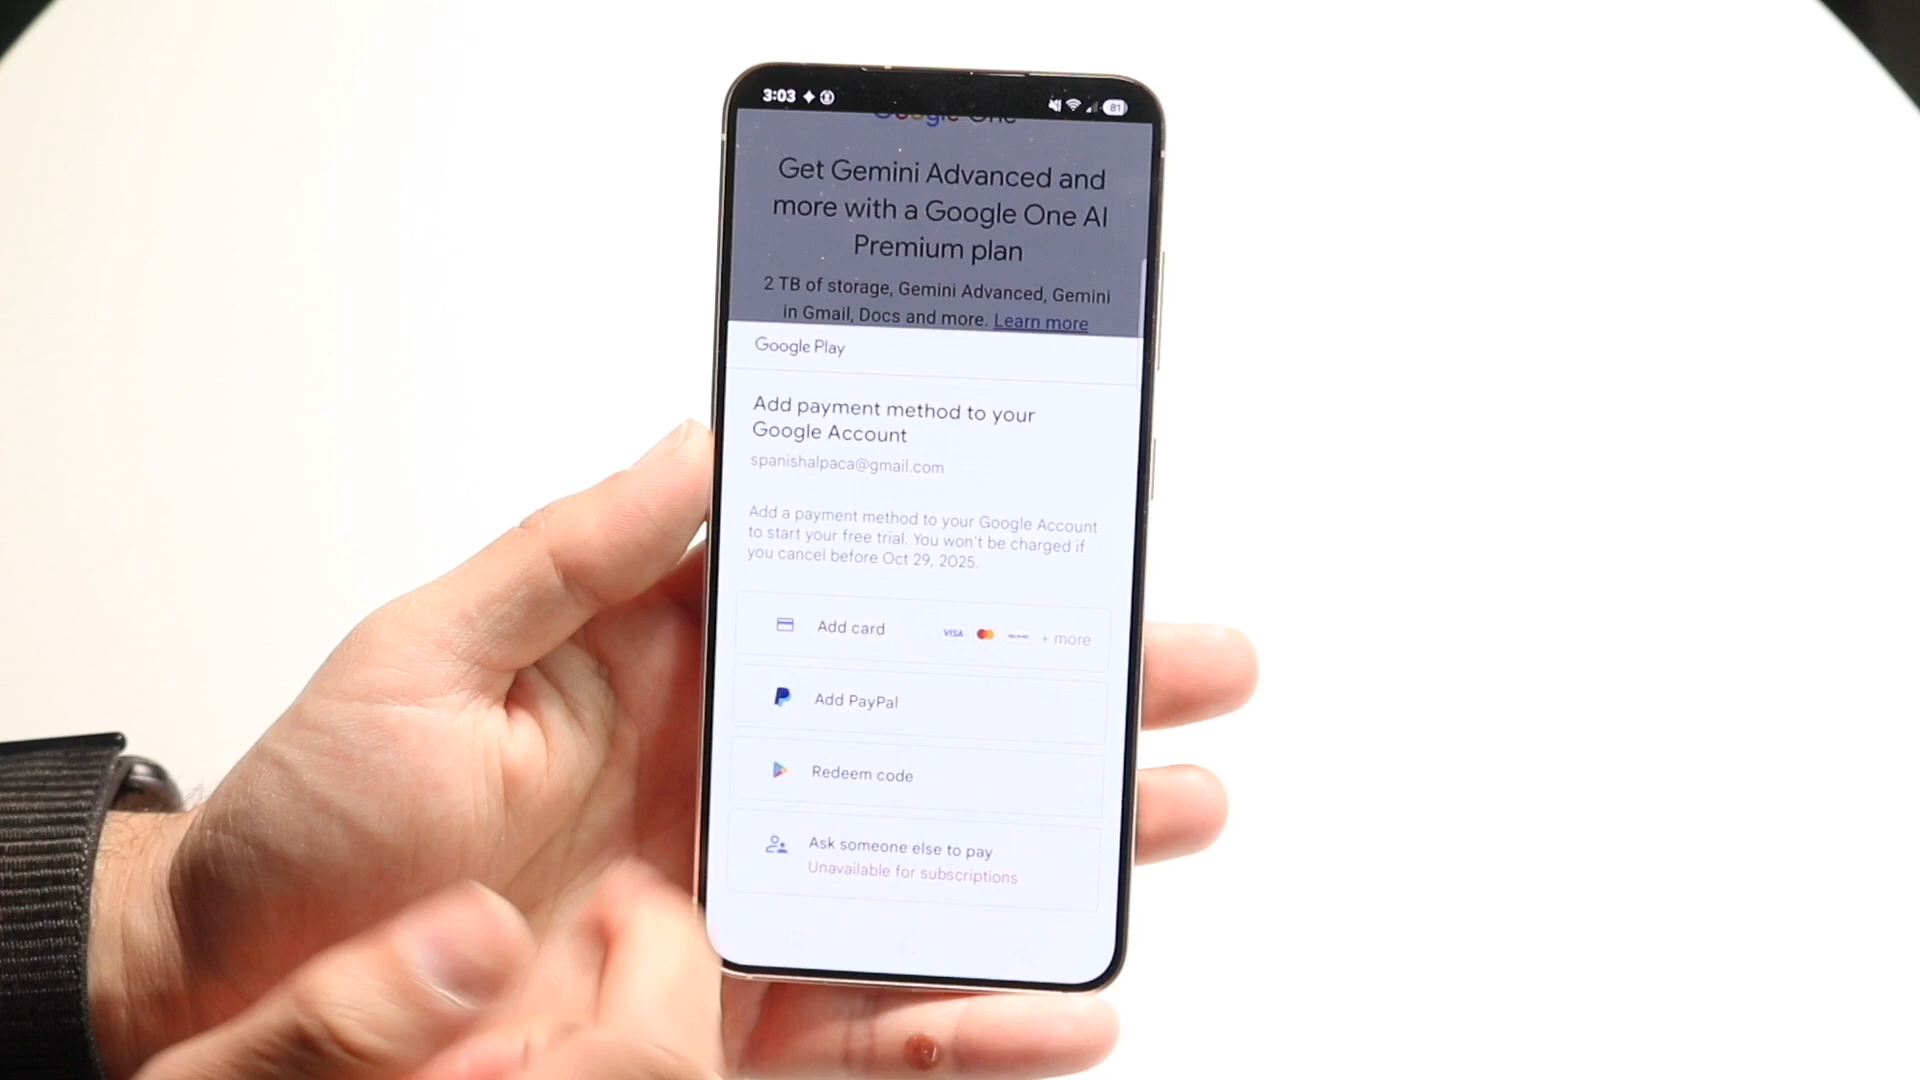 3:03
81
Google One
Get Gemini Advanced and
more with a Google One AI
Premium plan
2 TB of storage, Gemini Advanced, Gemini
in Gmail, Docs and more. Learn more
Google Play
Add payment method to your
Google Account
spanishalpaca@gmail.com
Add a payment method to your Google Account
to start your free trial. You won't be charged if
you cancel before Oct 29, 2025.
Add card VISA + more
Add PayPal
Redeem code
Ask someone else to pay
Unavailable for subscriptions